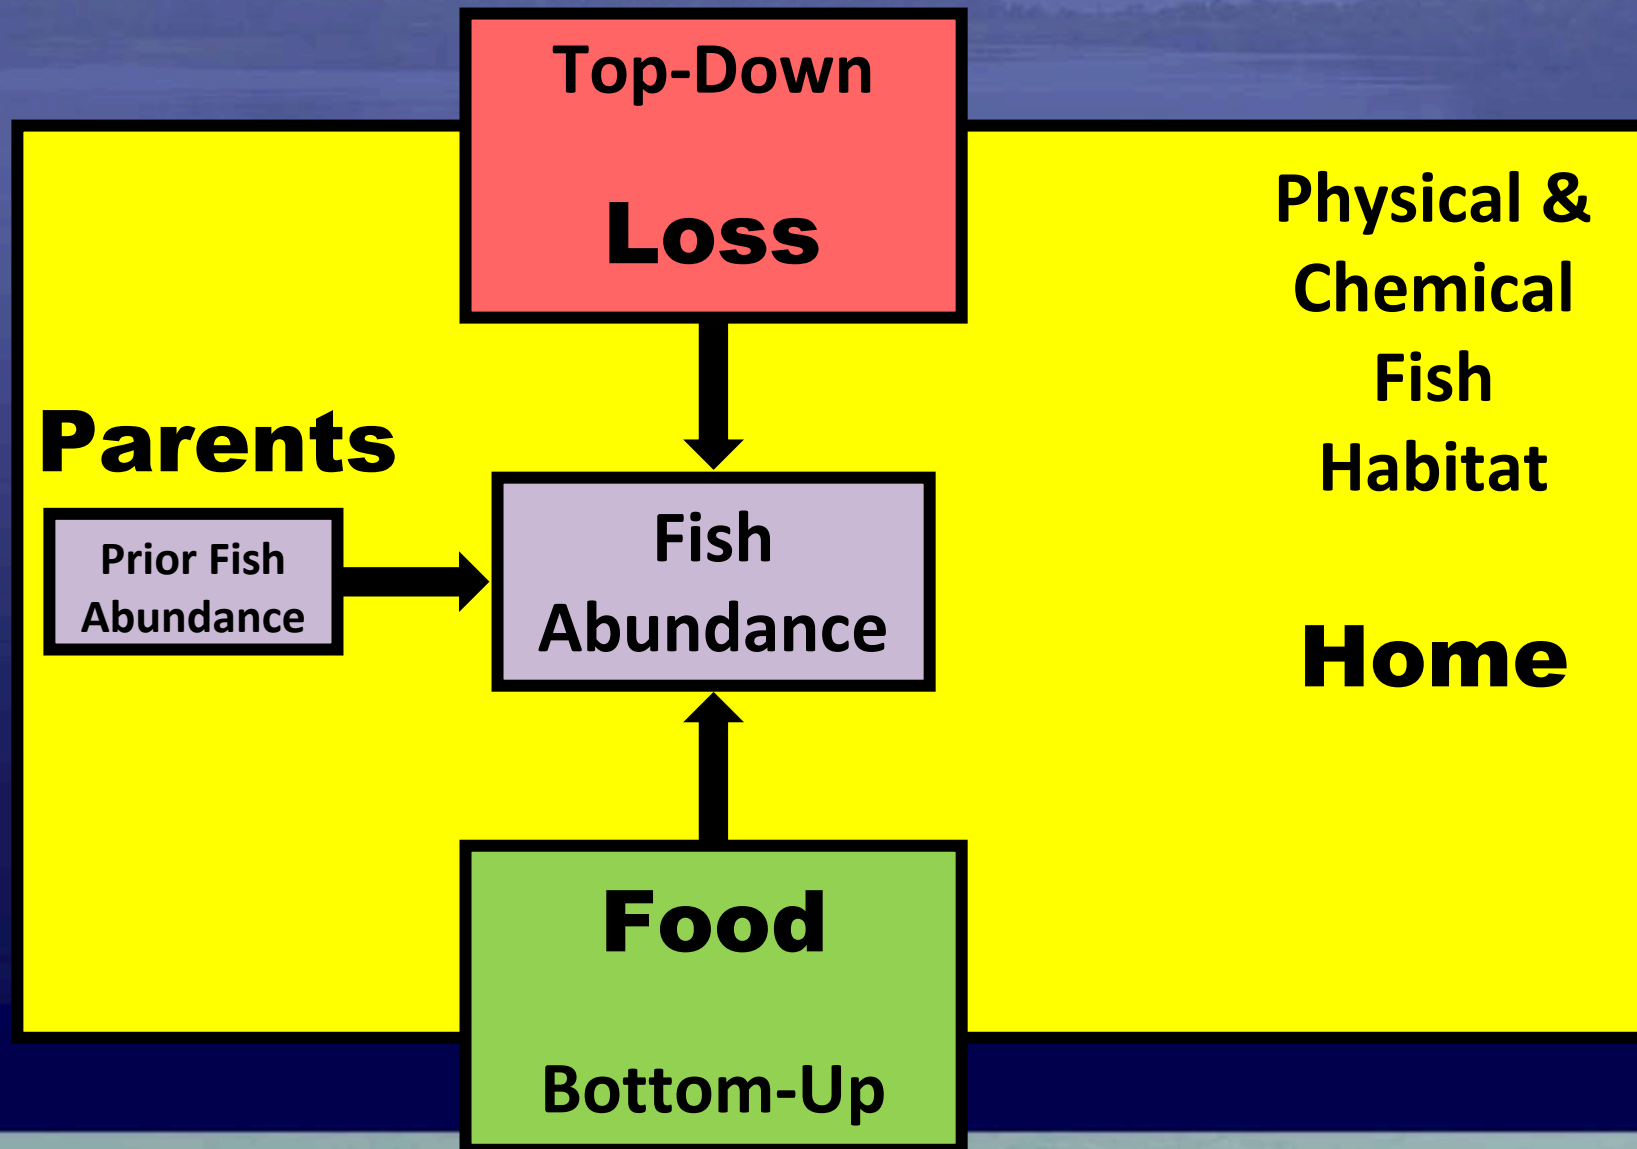 Top-Down
Loss
Physical &
Chemical
Fish
Habitat
Home
Parents
Prior Fish
Abundance
Fish
Abundance
Food
Bottom-Up